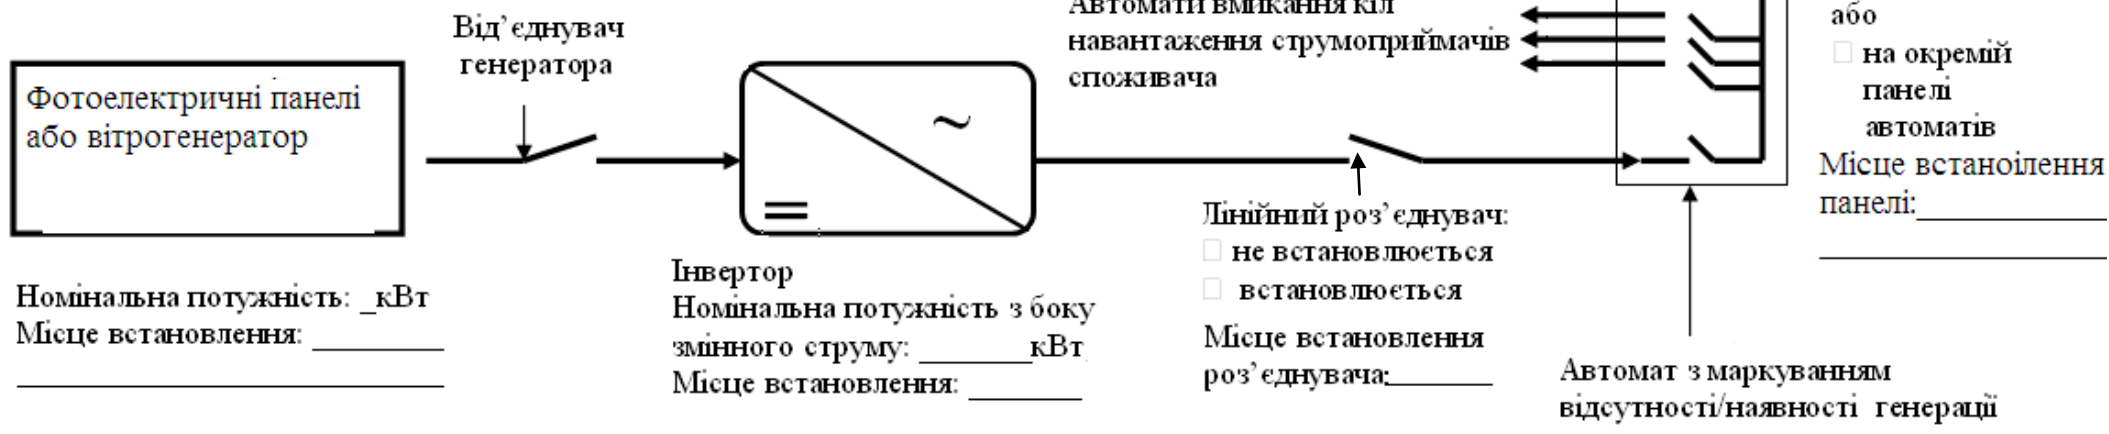 Від’єднувач
генератора
Фотоелектричні панелі
або вітрогенератор
Номінальна потужність: _кВт
Місце встановлення: ________
~
=
Інвертор
Номінальна потужність з боку
змінного струму: _______кВт
Місце встановлення: _______
Автомати вмикання кіл
навантаження струмоприймачів
споживача
Лінійний роз’єднувач:
□ не встановлюється
□ встановлюється
Місце встановлення
роз’єднувача:_______
або
□ на окремій
панелі
автоматів
Місце встаноілення
панелі:____________
Автомат з маркуванням
відсутності/наявності генерації